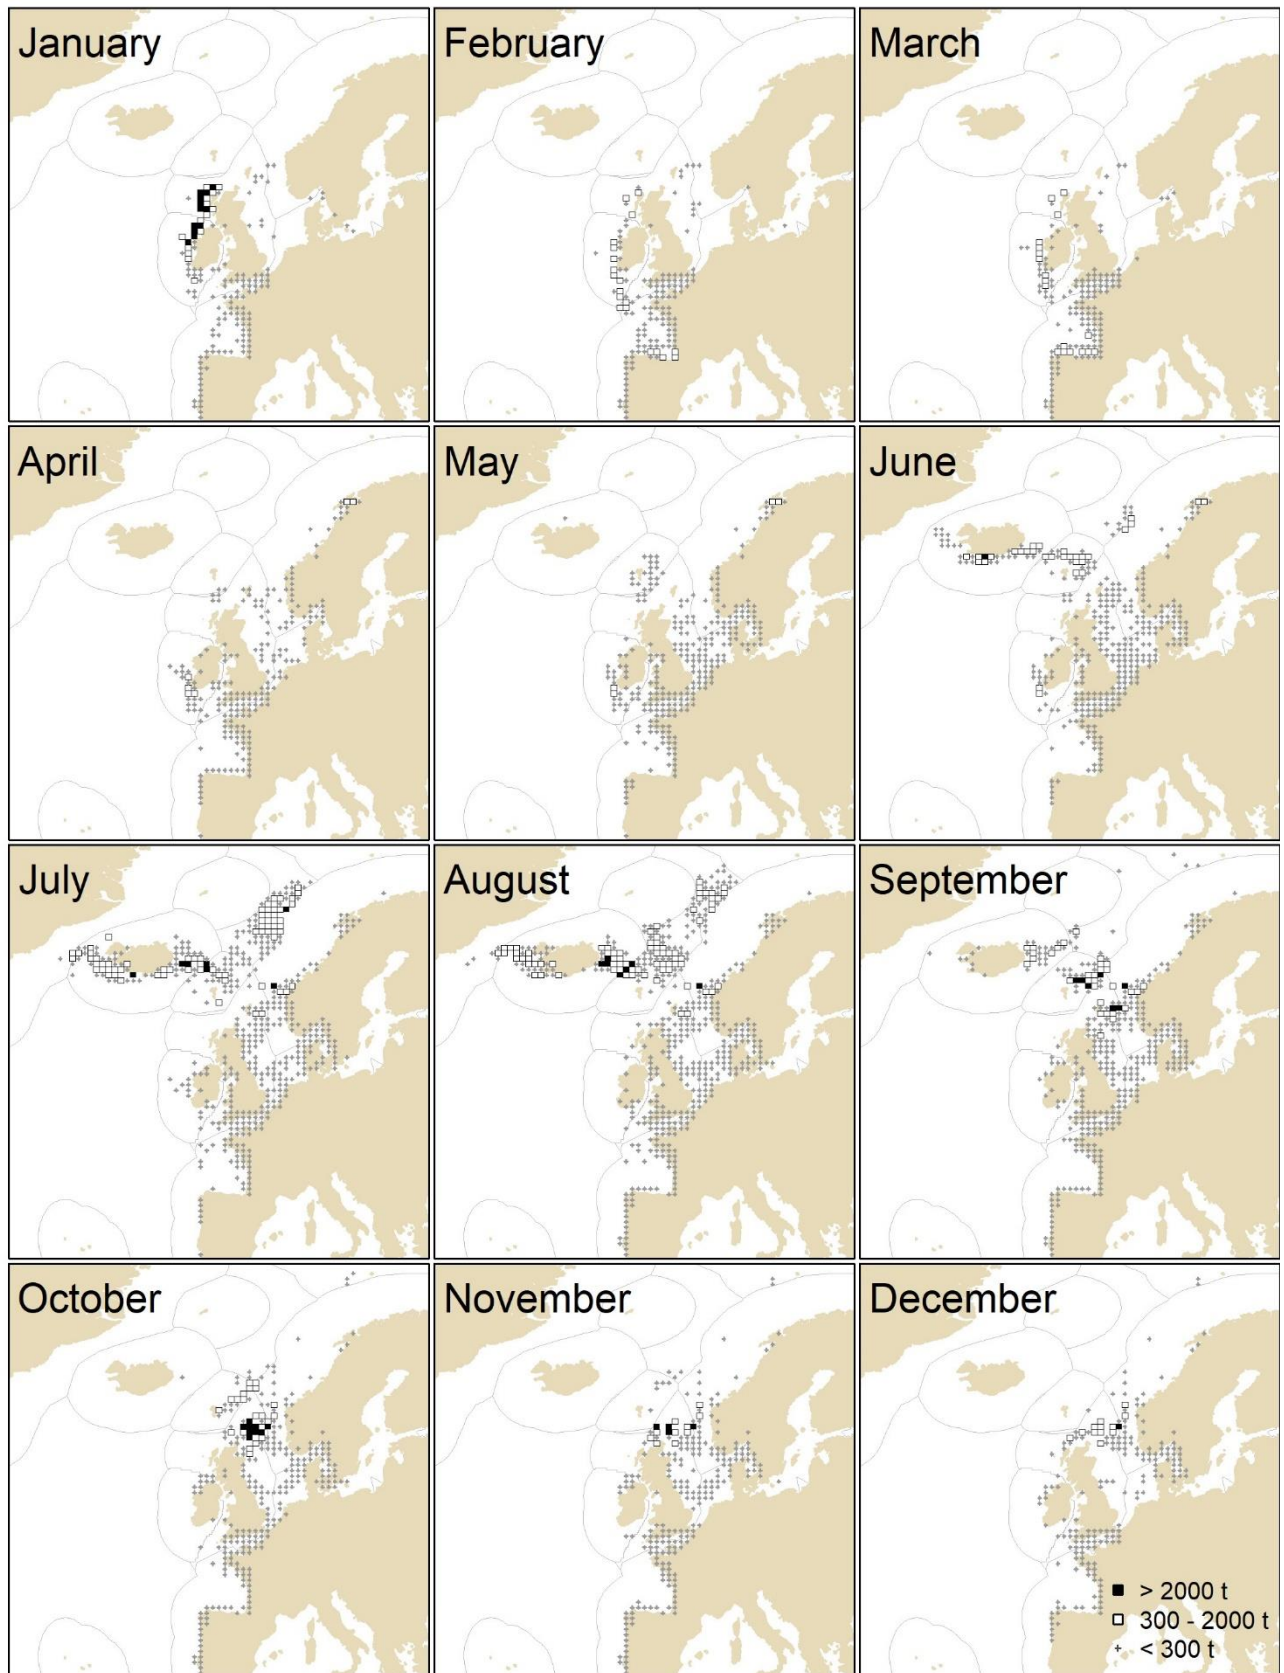 January
February
March
April
May
June
July
August
September
October
November
December
> 2000 t
300 - 2000 t
< 300 t